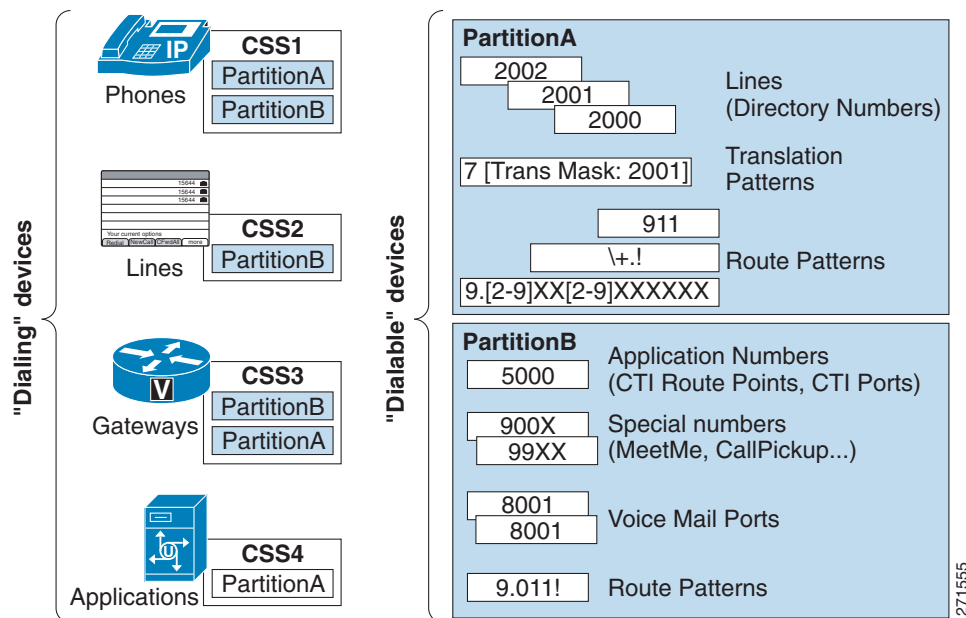 "Dialing" devices
IP
Phones
CSS1
PartitionA
PartitionB
15644
15644
15644
Your current options
Redial NewCall CFwdAll more
Lines
CSS2
PartitionB
V
Gateways
CSS3
PartitionB
PartitionA
U
Applications
CSS4
PartitionA
"Dialable" devices
PartitionA
2002
2001
2000
Lines
(Directory Numbers)
7 [Trans Mask: 2001]
Translation
Patterns
911
\+.!
9.[2-9]XX[2-9]XXXXXX
Route Patterns
PartitionB
5000
Application Numbers
(CTI Route Points, CTI Ports)
900X
99XX
Special numbers
(MeetMe, CallPickup...)
8001
8001
Voice Mail Ports
9.011!
Route Patterns
271555